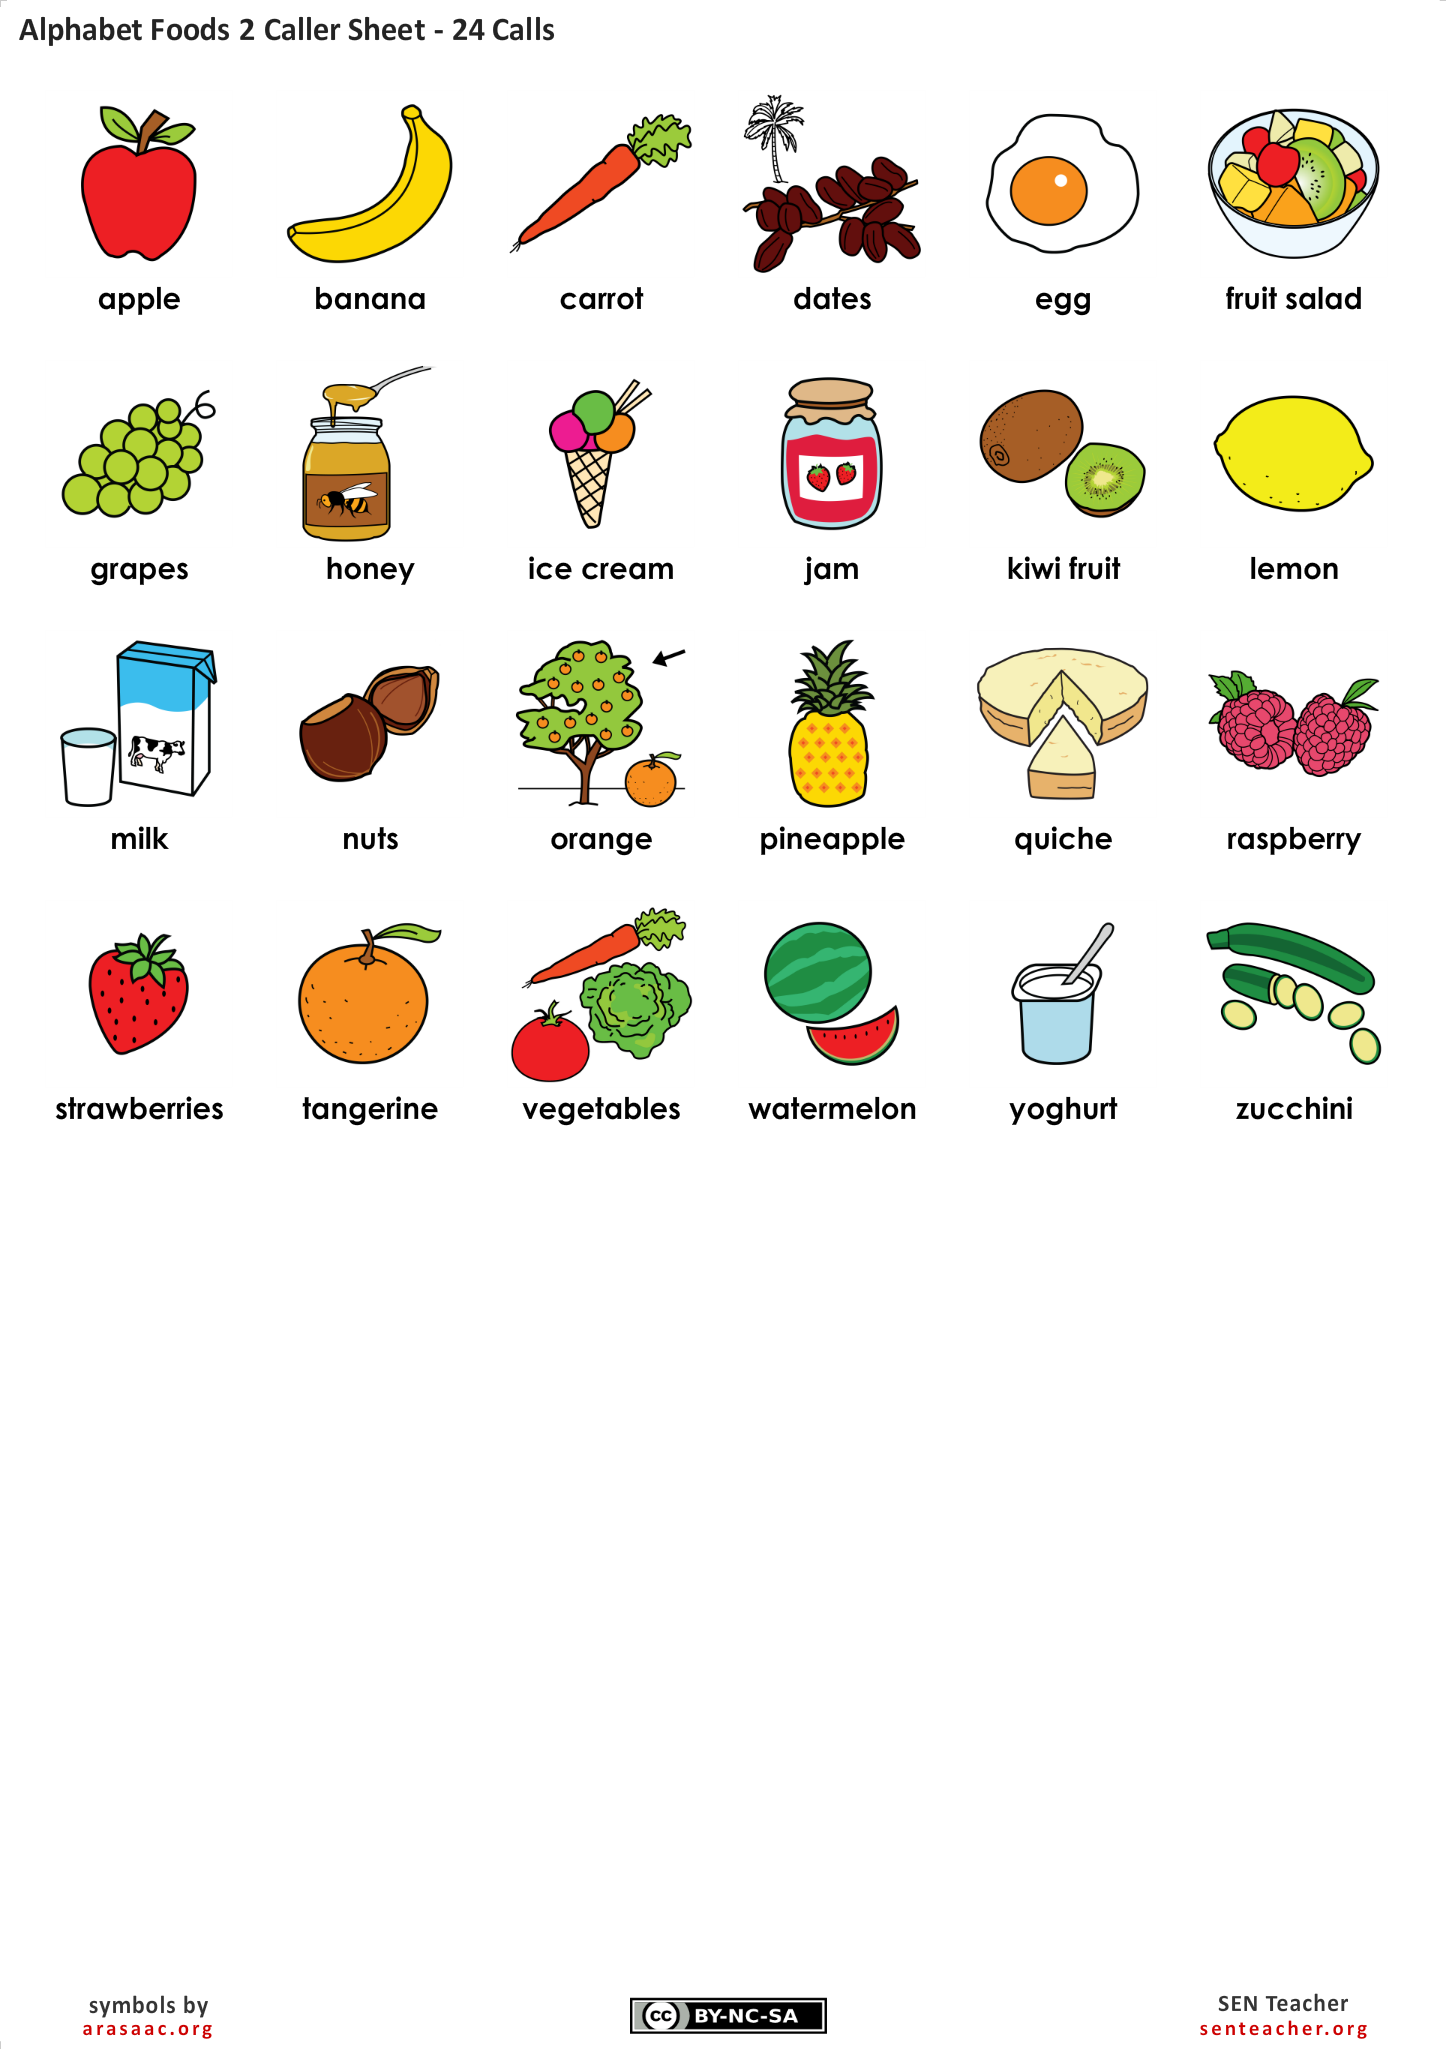 Alphabet Foods 2 Caller Sheet - 24 Calls
apple banana carrot dates egg fruit salad
grapes honey ice cream jam kiwi fruit lemon
milk nuts orange pineapple quiche raspberry
strawberries tangerine vegetables watermelon yoghurt zucchini
symbols by
arasaac.org
cc BY-NC-SA
SEN Teacher
senteacher.org